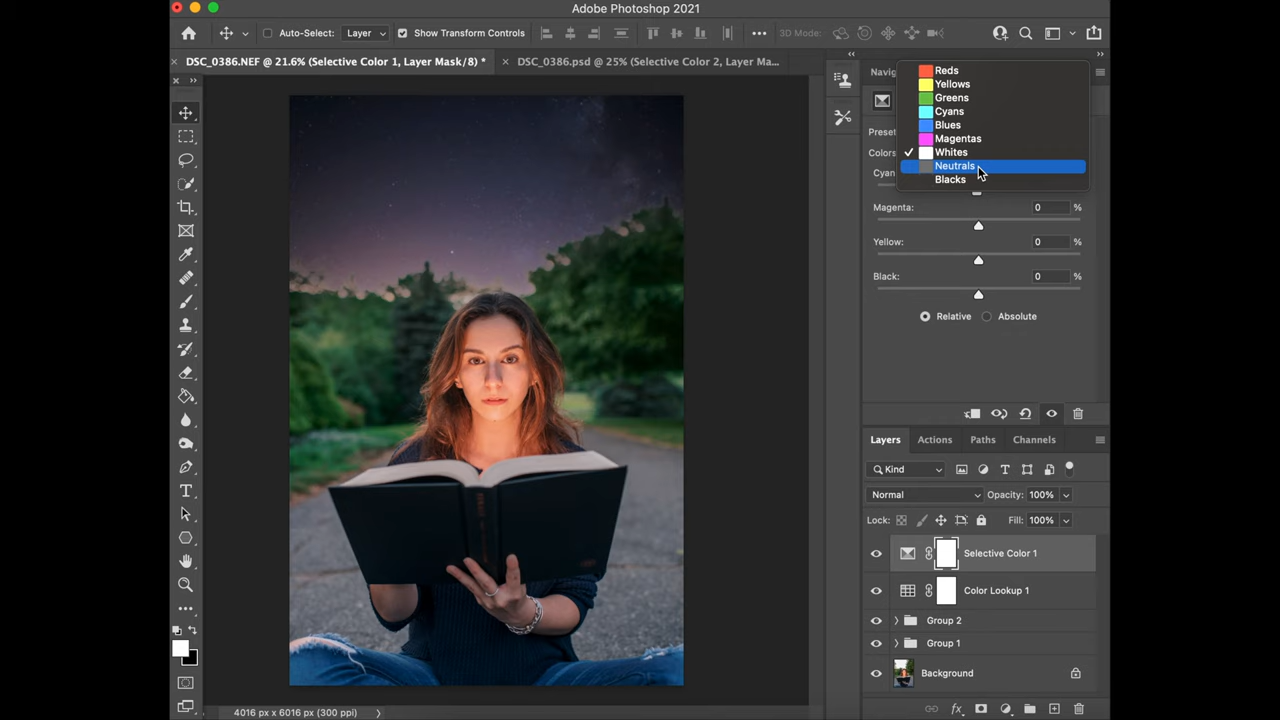 Adobe Photoshop 2021
Auto-Select: Layer Show Transform Controls 3D Mode:
DSC_0386.NEF @ 21.6% (Selective Color 1, Layer Mask/8) * DSC_0386.psd @ 25% (Selective Color 2, Layer Ma...
Navig
Reds
Yellows
Greens
Cyans
Blues
Magentas
Whites
Neutrals
Blacks
Preset
Colors
Cyan
Magenta: 0 %
Yellow: 0 %
Black: 0 %
Relative Absolute
Layers Actions Paths Channels
Kind
Normal Opacity: 100%
Lock: Fill: 100%
Selective Color 1
Color Lookup 1
Group 2
Group 1
Background
4016 px x 6016 px (300 ppi)